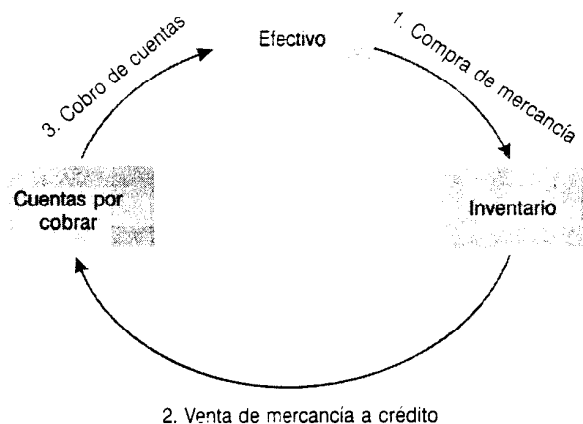 Efectivo
1. Compra de mercancía
Inventario
2. Venta de mercancía a crédito
Cuentas por
cobrar
3. Cobro de cuentas